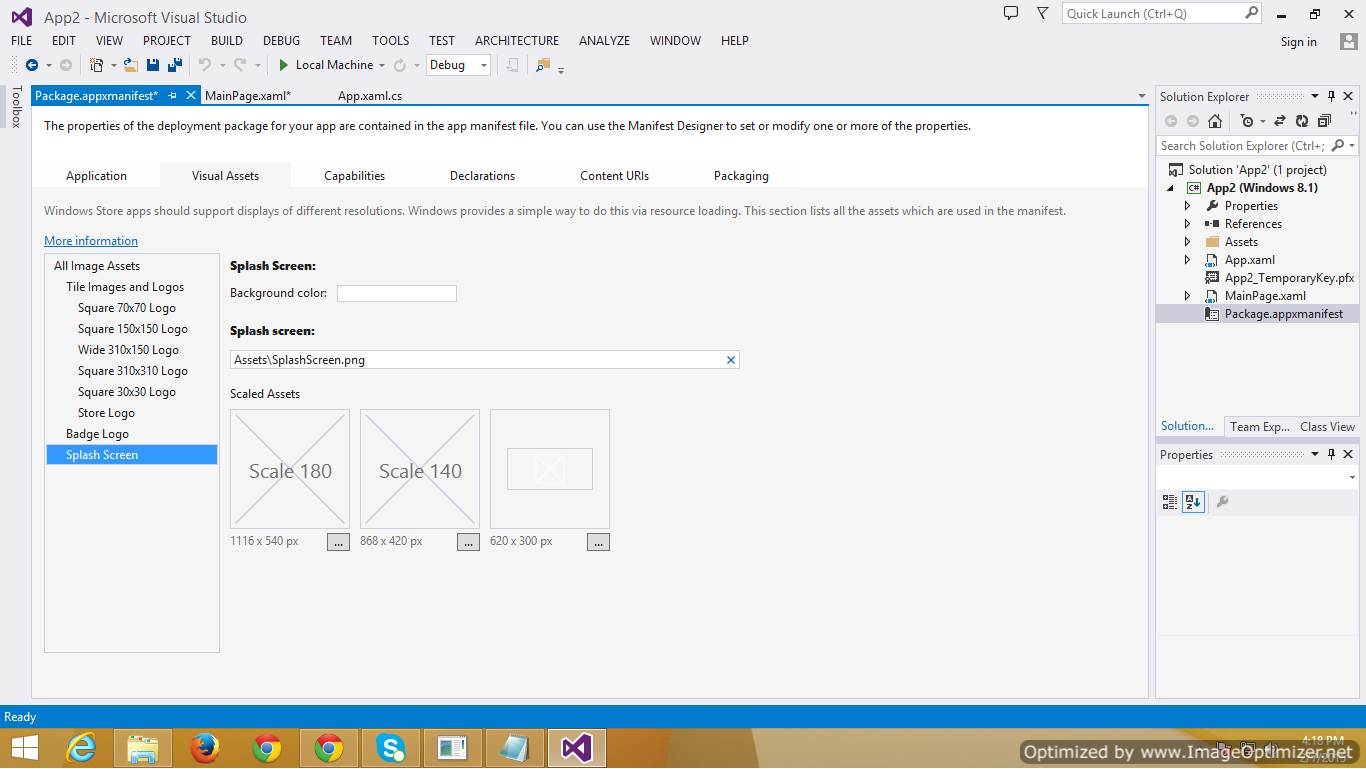 App2 - Microsoft Visual Studio
Quick Launch (Ctrl+Q)
FILE EDIT VIEW PROJECT BUILD DEBUG TEAM TOOLS TEST ARCHITECTURE ANALYZE WINDOW HELP
Sign in
Local Machine Debug
Toolbox
Package.appxmanifest* MainPage.xaml* App.xaml.cs
The properties of the deployment package for your app are contained in the app manifest file. You can use the Manifest Designer to set or modify one or more of the properties.
Application Visual Assets Capabilities Declarations Content URIs Packaging
Windows Store apps should support displays of different resolutions. Windows provides a simple way to do this via resource loading. This section lists all the assets which are used in the manifest.
More information
All Image Assets
Tile Images and Logos
Square 70x70 Logo
Square 150x150 Logo
Wide 310x150 Logo
Square 310x310 Logo
Square 30x30 Logo
Store Logo
Badge Logo
Splash Screen
Splash Screen:
Background color:
Splash screen:
Assets\SplashScreen.png
Scaled Assets
Scale 180 Scale 140
1116 x 540 px ... 868 x 420 px ... 620 x 300 px ...
Solution Explorer
Search Solution Explorer (Ctrl+;
Solution 'App2' (1 project)
C# App2 (Windows 8.1)
Properties
References
Assets
App.xaml
App2_TemporaryKey.pfx
MainPage.xaml
Package.appxmanifest
Solution... Team Exp... Class View
Properties
Ready
4:18 PM
Optimized by www.ImageOptimizer.net